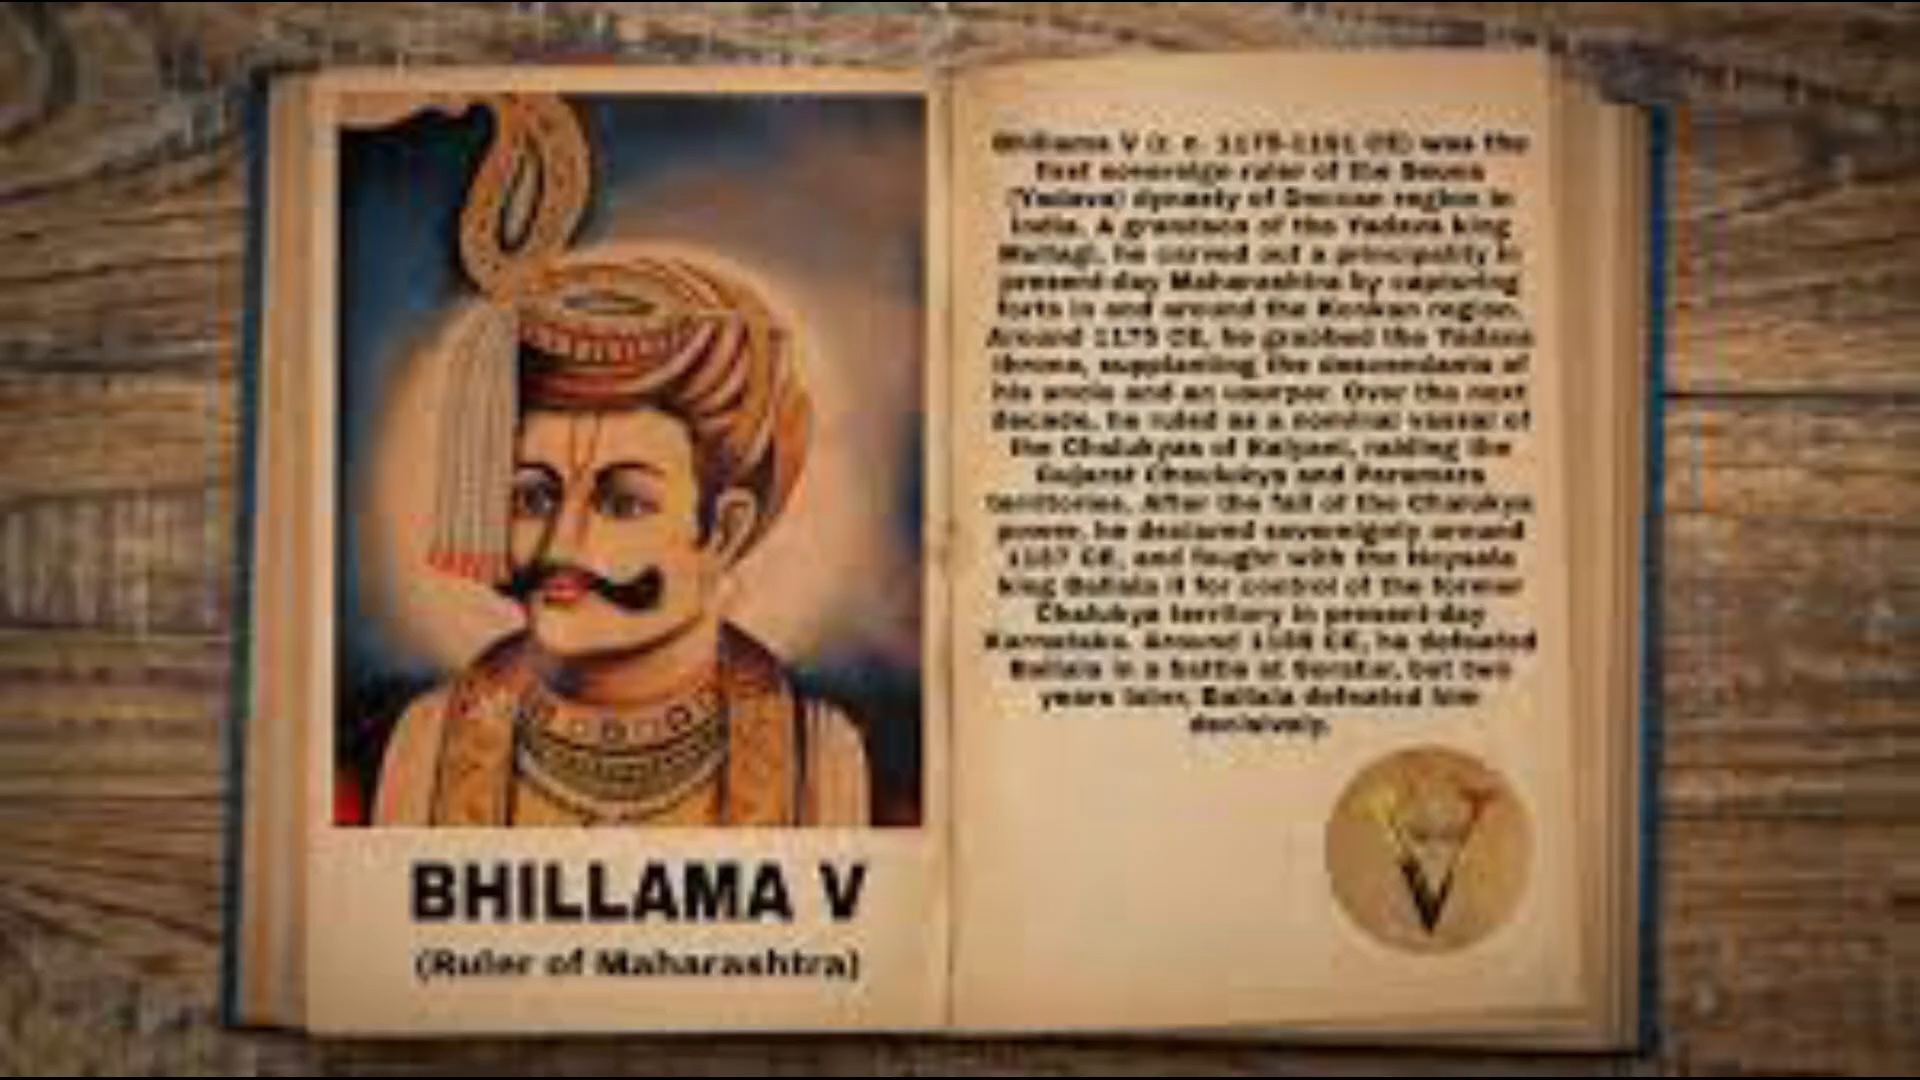 BHILLAMA V
(Ruler of Maharashtra)
Bhillama V (r. c. 1175-1191 CE) was the
first sovereign ruler of the Seuna
(Yadava) dynasty of Deccan region in
India. A grandson of the Yadava king
Mallugi, he carved out a principality in
present-day Maharashtra by capturing
forts in and around the Konkan region.
Around 1175 CE, he grabbed the Yadava
throne, supplanting the descendants of
his uncle and an usurper. Over the next
decade, he ruled as a nominal vassal of
the Chalukyas of Kalyani, raiding the
Gujarat Chaulukya and Paramara
territories. After the fall of the Chalukya
power, he declared sovereignty around
1187 CE, and fought with the Hoysala
king Ballala II for control of the former
Chalukya territory in present-day
Karnataka. Around 1189 CE, he defeated
Ballala in a battle at Soratur, but two
years later, Ballala defeated him
decisively.
V